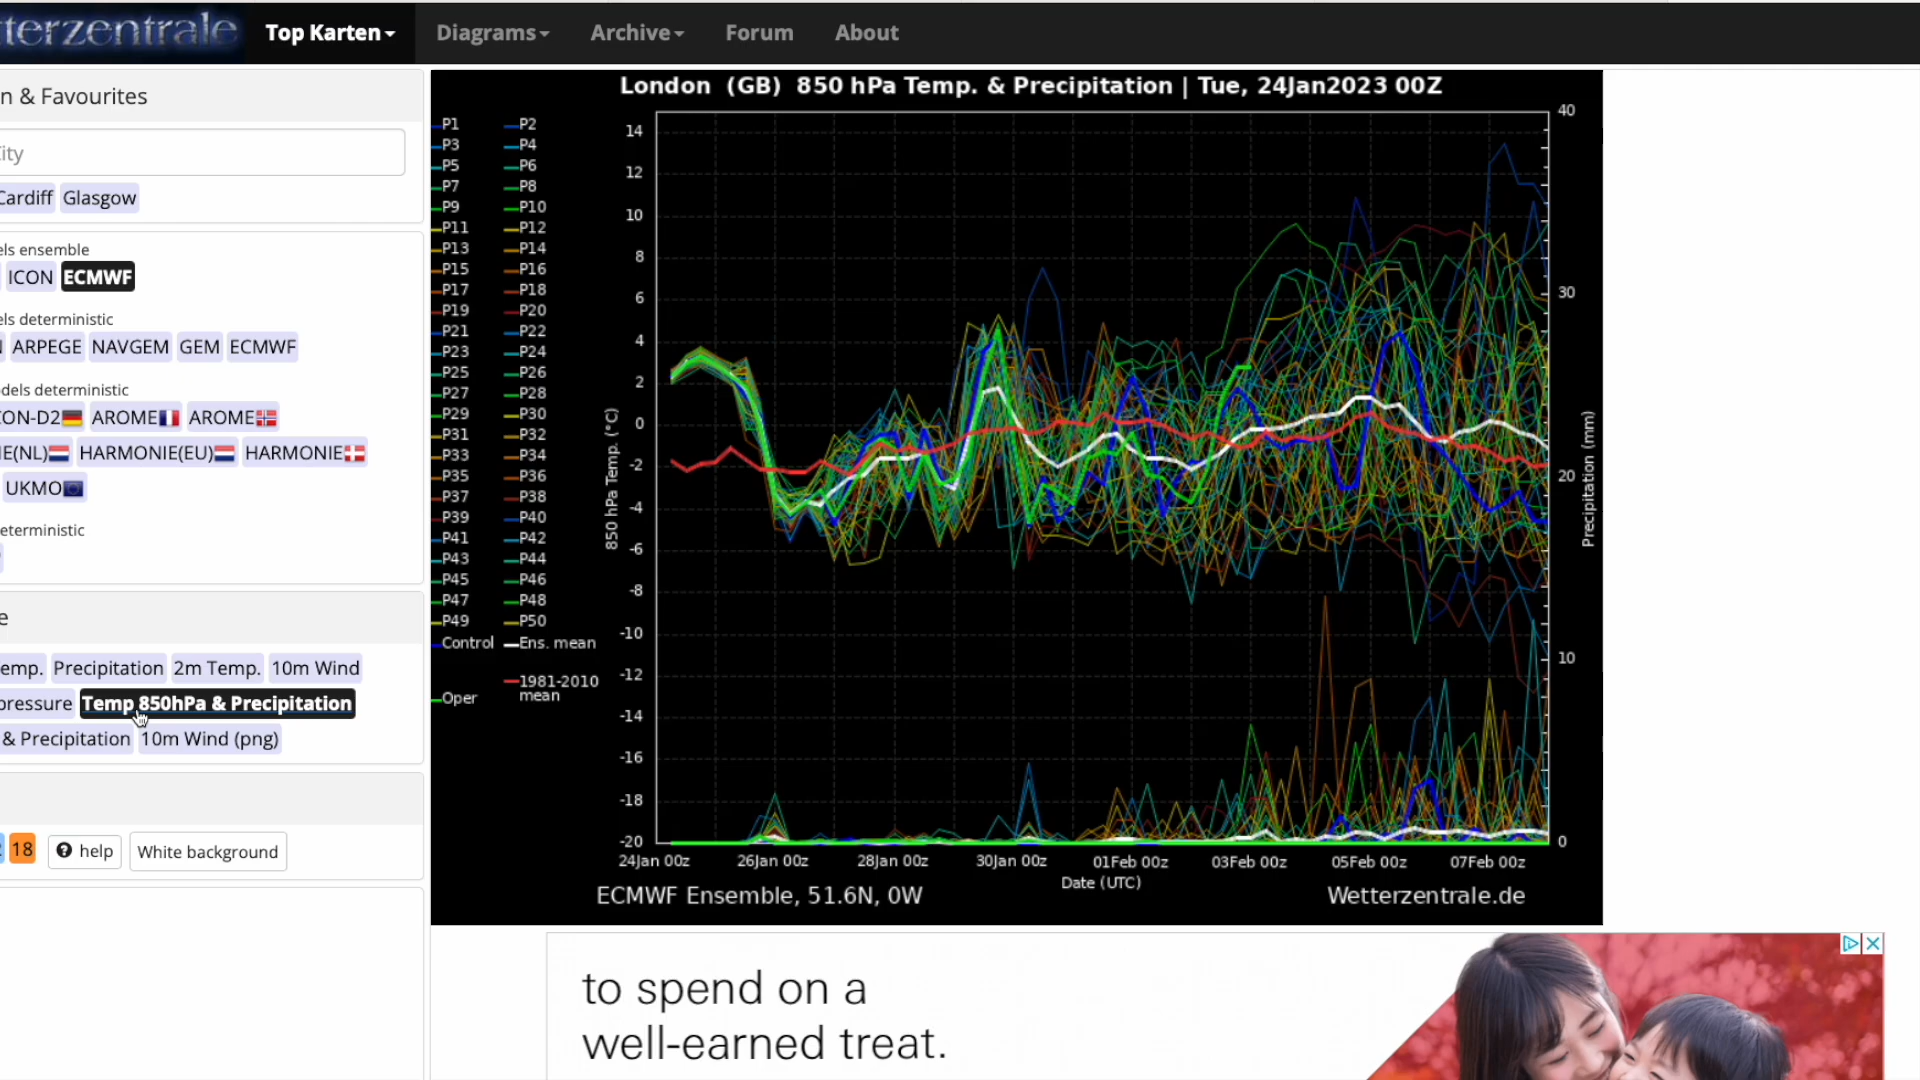 tterzentrale Top Karten Diagrams Archive Forum About
n & Favourites
City
Cardiff Glasgow
els ensemble
ICON ECMWF
els deterministic
ARPEGE NAVGEM GEM ECMWF
odels deterministic
CON-D2 AROME AROME
IE(NL) HARMONIE(EU) HARMONIE
UKMO
eterministic
e
emp. Precipitation 2m Temp. 10m Wind
pressure Temp 850hPa & Precipitation
& Precipitation 10m Wind (png)
18 help White background
London (GB) 850 hPa Temp. & Precipitation | Tue, 24Jan2023 00Z
P1 P2
P3 P4
P5 P6
P7 P8
P9 P10
P11 P12
P13 P14
P15 P16
P17 P18
P19 P20
P21 P22
P23 P24
P25 P26
P27 P28
P29 P30
P31 P32
P33 P34
P35 P36
P37 P38
P39 P40
P41 P42
P43 P44
P45 P46
P47 P48
P49 P50
Control Ens. mean
Oper 1981-2010
mean
850 hPa Temp. (°C)
14
12
10
8
6
4
2
0
-2
-4
-6
-8
-10
-12
-14
-16
-18
-20
40
30
20
10
0
Precipitation (mm)
24Jan 00z 26Jan 00z 28Jan 00z 30Jan 00z 01Feb 00z 03Feb 00z 05Feb 00z 07Feb 00z
Date (UTC)
ECMWF Ensemble, 51.6N, 0W Wetterzentrale.de
to spend on a
well-earned treat.